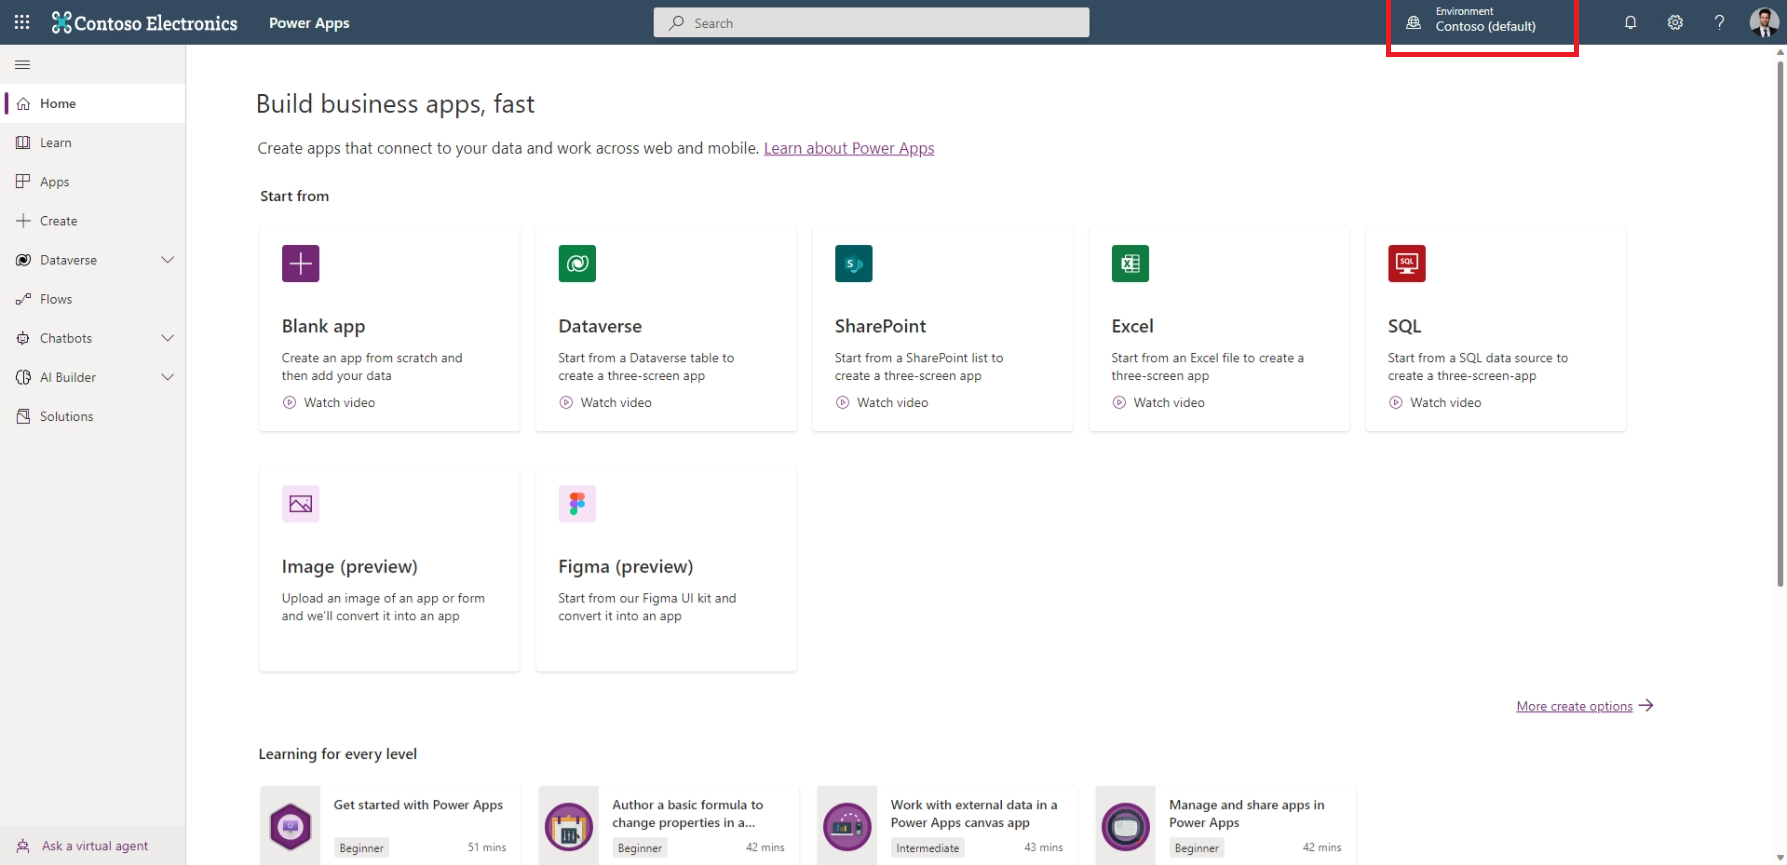 Contoso Electronics
Power Apps
Search
Environment
Contoso (default)
?
Home
Learn
Apps
Create
Dataverse
Flows
Chatbots
AI Builder
Solutions
Ask a virtual agent
Build business apps, fast
Create apps that connect to your data and work across web and mobile. Learn about Power Apps
Start from
Blank app
Create an app from scratch and
then add your data
Watch video
Dataverse
Start from a Dataverse table to
create a three-screen app
Watch video
S
SharePoint
Start from a SharePoint list to
create a three-screen app
Watch video
X
Excel
Start from an Excel file to create a
three-screen app
Watch video
SQL
SQL
Start from a SQL data source to
create a three-screen-app
Watch video
Image (preview)
Upload an image of an app or form
and we'll convert it into an app
Figma (preview)
Start from our Figma UI kit and
convert it into an app
More create options
Learning for every level
Get started with Power Apps
Beginner
51 mins
Author a basic formula to
change properties in a...
Beginner
42 mins
Work with external data in a
Power Apps canvas app
Intermediate
43 mins
Manage and share apps in
Power Apps
Beginner
42 mins